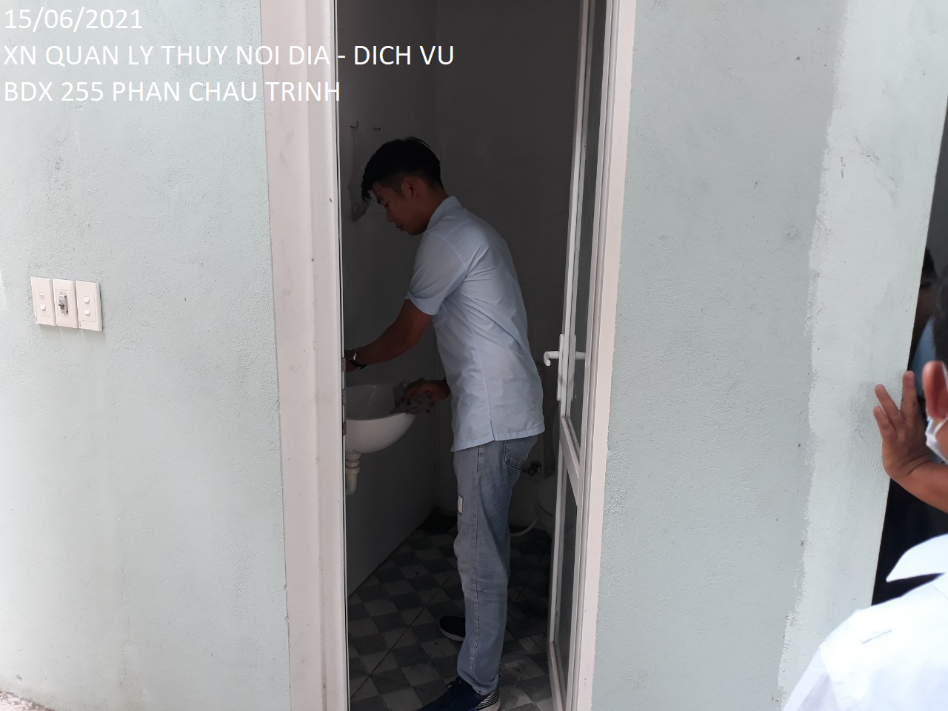 15/06/2021
XN QUAN LY THUY NOI DIA - DICH VU
BDX 255 PHAN CHAU TRINH